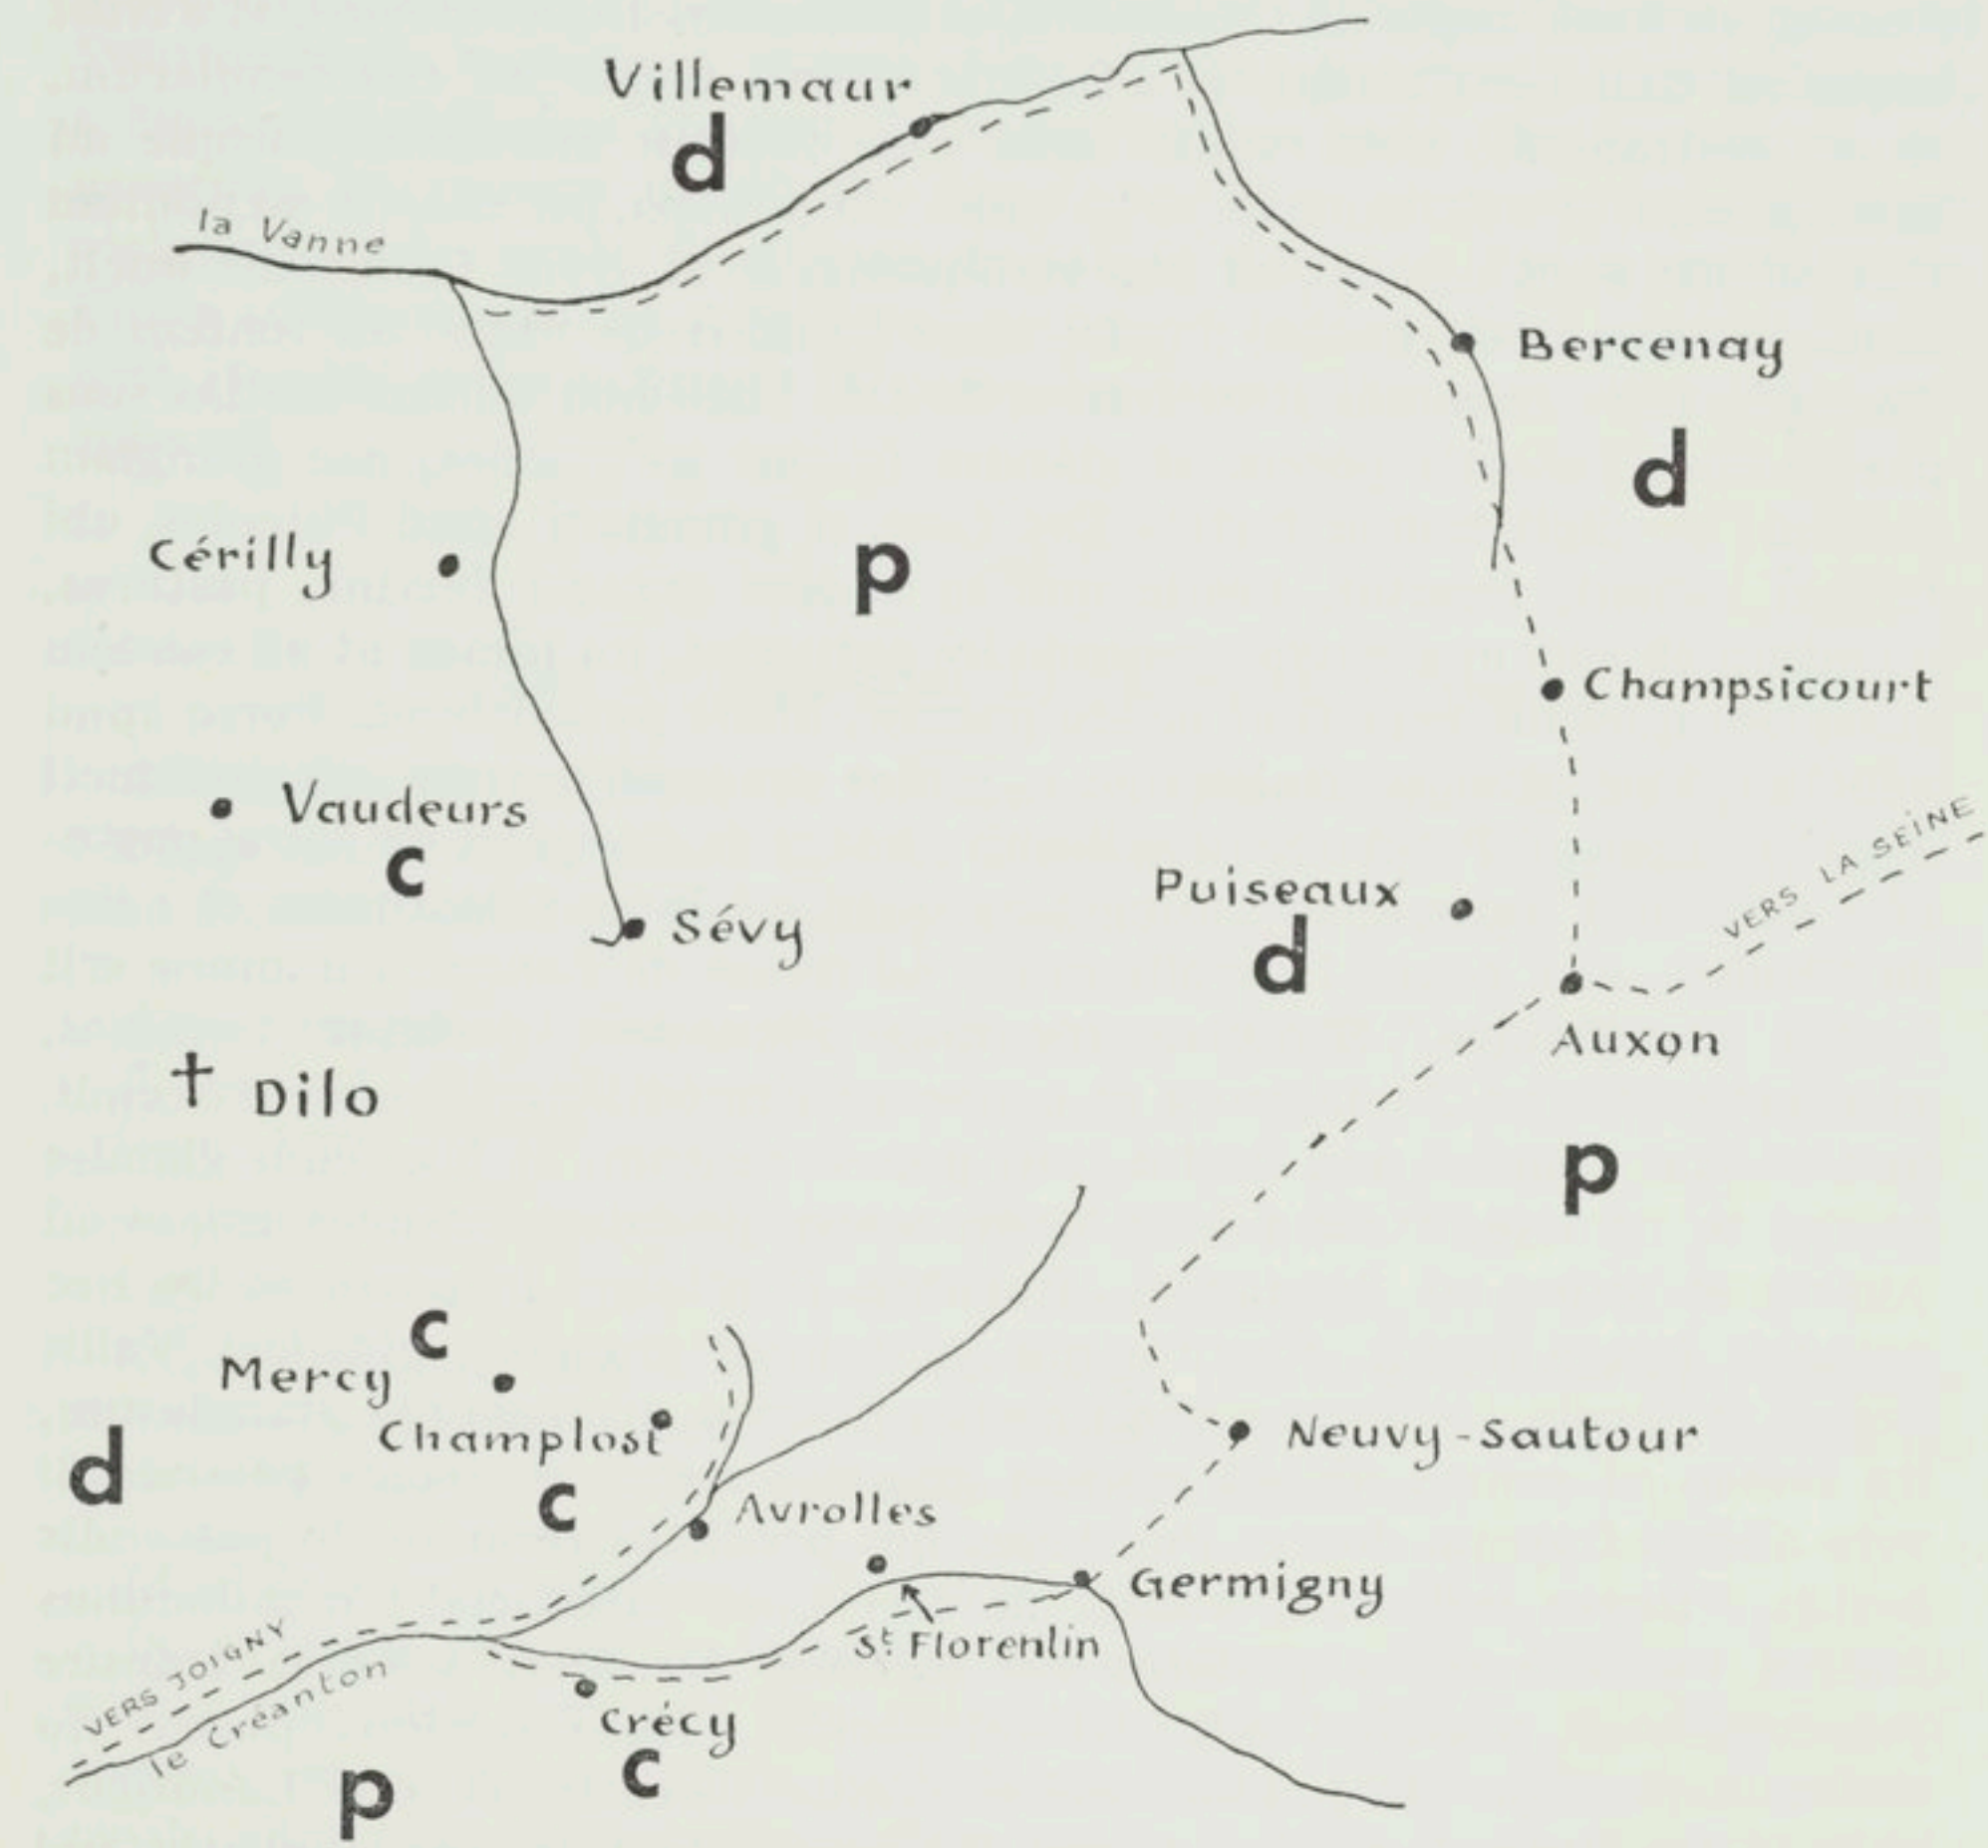 Villemaur
d
la Vanne
Bercenay
d
Cérilly
p
Champsicourt
Vaudeurs
c
VERS LA SEINE
Puiseaux
d
Sévy
Auxon
† Dilo
p
c
Mercy
Champlost
d
c
Neuvy-Sautour
Avrolles
Germigny
St Florentin
VERS JOIGNY
le Créanton
Crécy
c
p